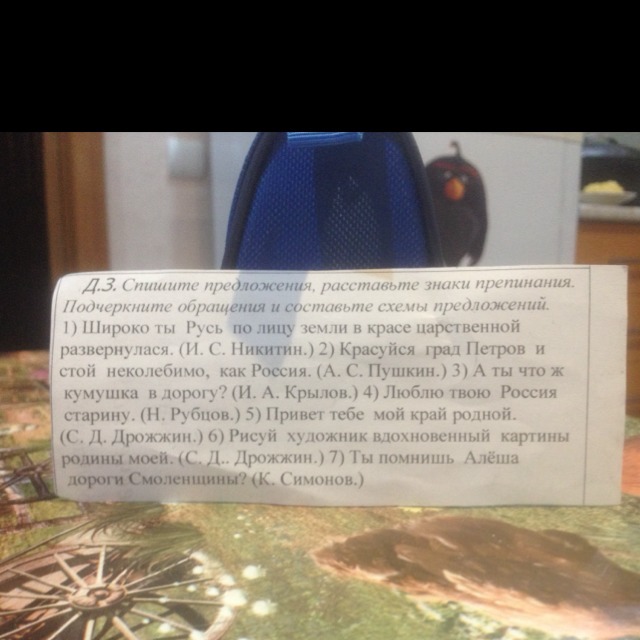 Д.З. Спишите предложения, расставьте знаки препинания.
Подчеркните обращения и составьте схемы предложений.
1) Широко ты Русь по лицу земли в красе царственной
развернулася. (И. С. Никитин.) 2) Красуйся град Петров и
стой неколебимо, как Россия. (А. С. Пушкин.) 3) А ты что ж
кумушка в дорогу? (И. А. Крылов.) 4) Люблю твою Россия
старину. (Н. Рубцов.) 5) Привет тебе мой край родной.
(С. Д. Дрожжин.) 6) Рисуй художник вдохновенный картины
родины моей. (С. Д.. Дрожжин.) 7) Ты помнишь Алёша
дороги Смоленщины? (К. Симонов.)